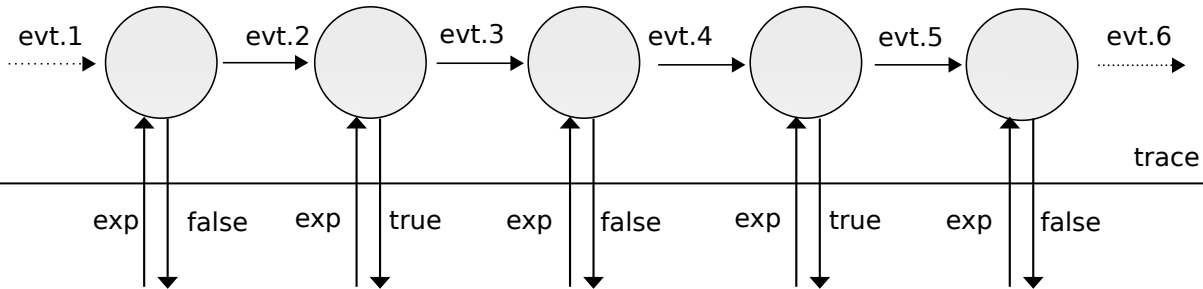 evt.1 evt.2 evt.3 evt.4 evt.5 evt.6
trace
exp false exp true exp false exp true exp false